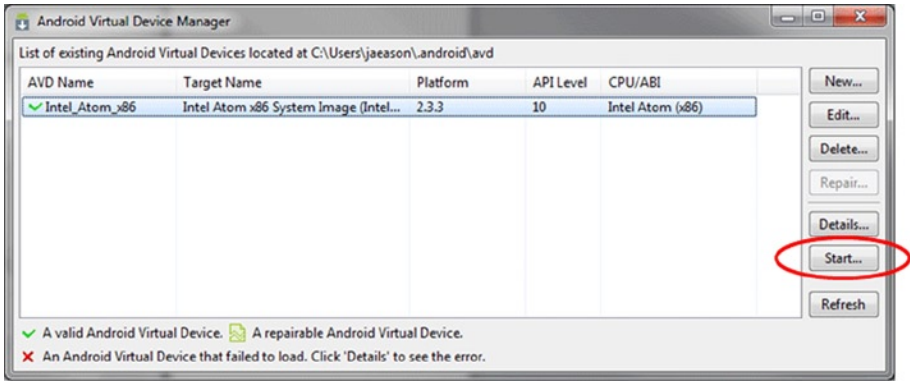 Android Virtual Device Manager
List of existing Android Virtual Devices located at C:\Users\jaeason\.android\avd
AVD Name Target Name Platform API Level CPU/ABI
Intel_Atom_x86 Intel Atom x86 System Image (Intel... 2.3.3 10 Intel Atom (x86)
New...
Edit...
Delete...
Repair...
Details...
Start...
Refresh
A valid Android Virtual Device. A repairable Android Virtual Device.
An Android Virtual Device that failed to load. Click 'Details' to see the error.